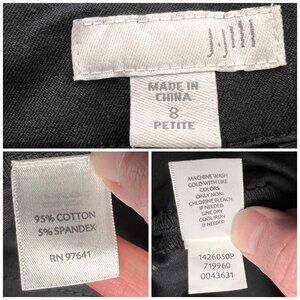 J.Jill
MADE IN
CHINA
8
PETITE
95% COTTON
5% SPANDEX
RN 97641
MACHINE WASH
COLD WITH LIKE
COLORS
ONLY NON-
CHLORINE BLEACH
IF NEEDED
LINE DRY
COOL IRON
IF NEEDED
1426050P
719960
0043631